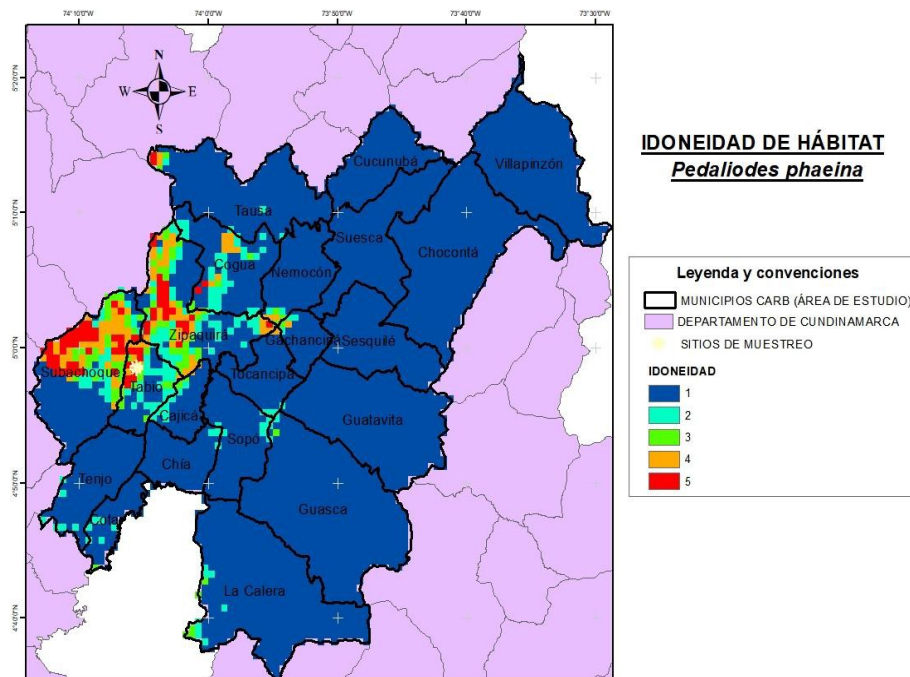 74°10'0"W 74°0'0"W 73°50'0"W 73°40'0"W 73°30'0"W
5°20'0"N
5°10'0"N
5°0'0"N
4°50'0"N
4°40'0"N
N
W E
S
Cucunubá
Villapinzón
Tausa
Suesca
Chocontá
Cogua
Nemocón
Zipaquirá
Gachancipá
Sesquilé
Subachoque
Tabio
Tocancipá
Cajicá
Guatavita
Sopó
Tenjo
Chía
Cota
Guasca
La Calera
IDONEIDAD DE HÁBITAT
Pedaliodes phaeina
Leyenda y convenciones
MUNICIPIOS CARB (ÁREA DE ESTUDIO)
DEPARTAMENTO DE CUNDINAMARCA
SITIOS DE MUESTREO
IDONEIDAD
1
2
3
4
5